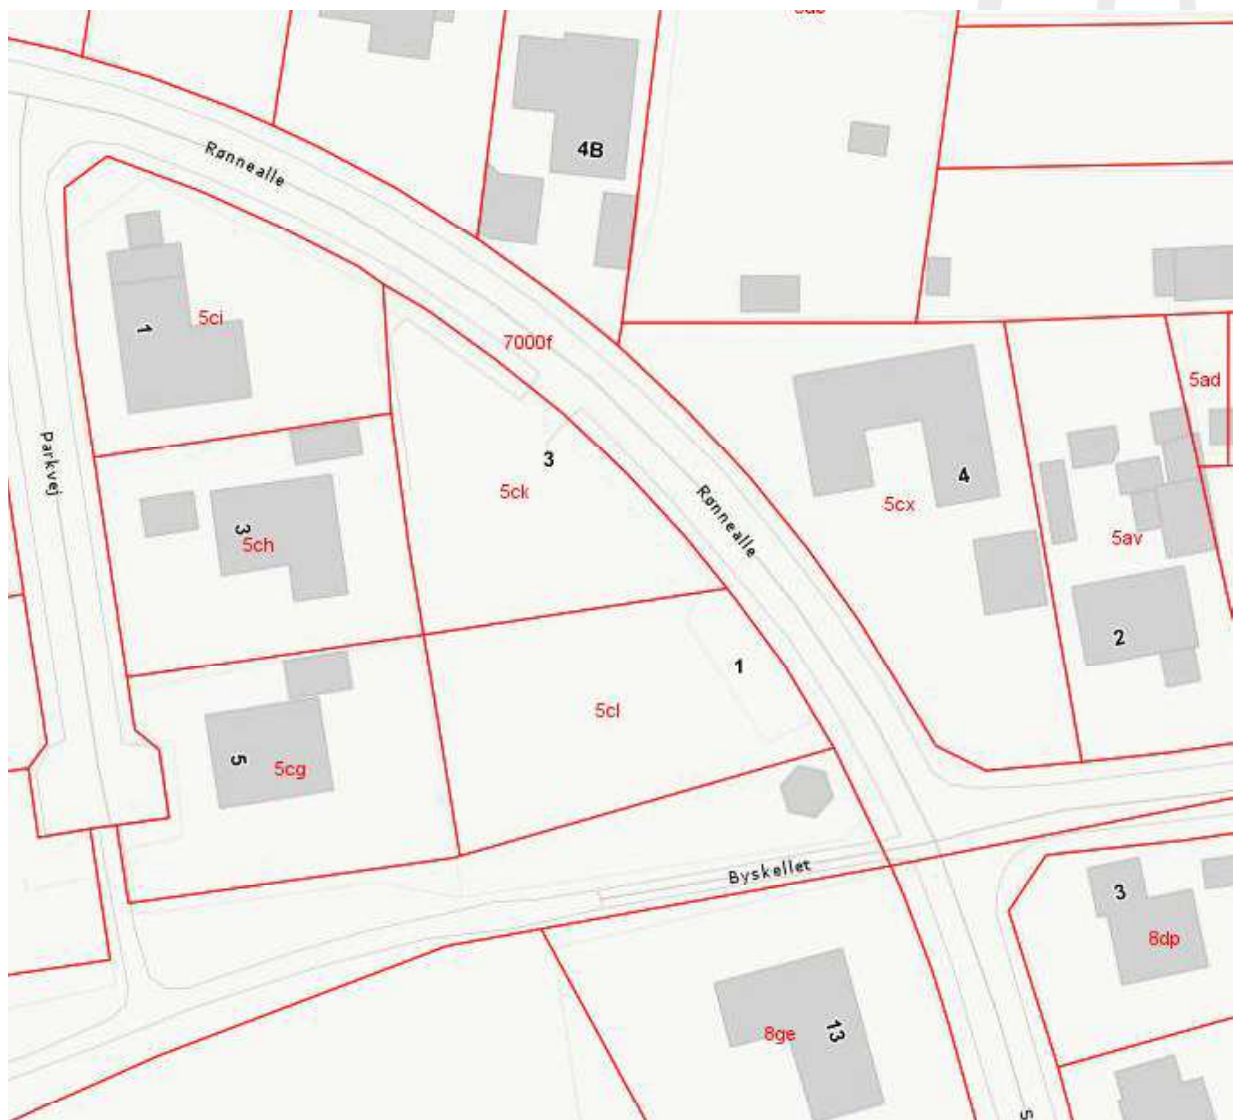 Rønnealle
4B
1
5ci
7000f
5ad
Parkvej
3
5ck
Rønnealle
4
5cx
3
5ch
5av
2
1
5cl
5
5cg
Byskellet
3
8dp
8ge
13
S